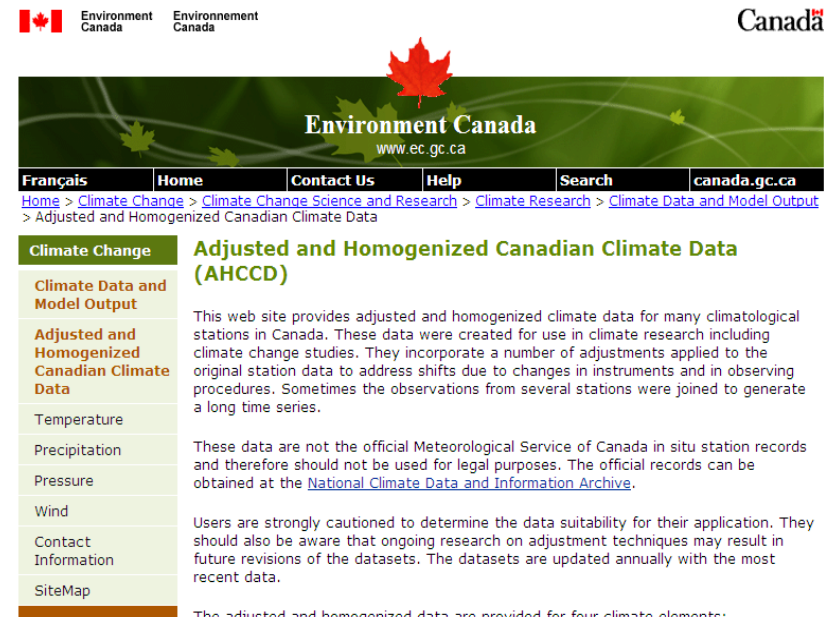 Environment Environnement
Canada Canada
Canada
Environment Canada
www.ec.gc.ca
Français Home Contact Us Help Search canada.gc.ca
Home > Climate Change > Climate Change Science and Research > Climate Research > Climate Data and Model Output
> Adjusted and Homogenized Canadian Climate Data
Climate Change
Climate Data and
Model Output
Adjusted and
Homogenized
Canadian Climate
Data
Temperature
Precipitation
Pressure
Wind
Contact
Information
SiteMap
Adjusted and Homogenized Canadian Climate Data
(AHCCD)
This web site provides adjusted and homogenized climate data for many climatological
stations in Canada. These data were created for use in climate research including
climate change studies. They incorporate a number of adjustments applied to the
original station data to address shifts due to changes in instruments and in observing
procedures. Sometimes the observations from several stations were joined to generate
a long time series.
These data are not the official Meteorological Service of Canada in situ station records
and therefore should not be used for legal purposes. The official records can be
obtained at the National Climate Data and Information Archive.
Users are strongly cautioned to determine the data suitability for their application. They
should also be aware that ongoing research on adjustment techniques may result in
future revisions of the datasets. The datasets are updated annually with the most
recent data.
The adjusted and homogenized data are provided for four climate elements: